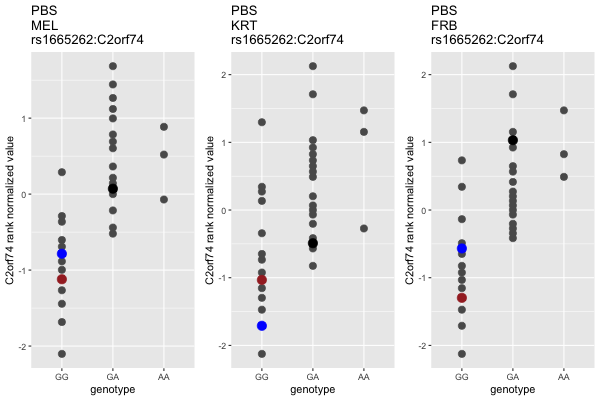 PBS
MEL
rs1665262:C2orf74
C2orf74 rank normalized value
1
0
-1
-2
GG GA AA
genotype
PBS
KRT
rs1665262:C2orf74
C2orf74 rank normalized value
2
1
0
-1
-2
GG GA AA
genotype
PBS
FRB
rs1665262:C2orf74
C2orf74 rank normalized value
2
1
0
-1
-2
GG GA AA
genotype